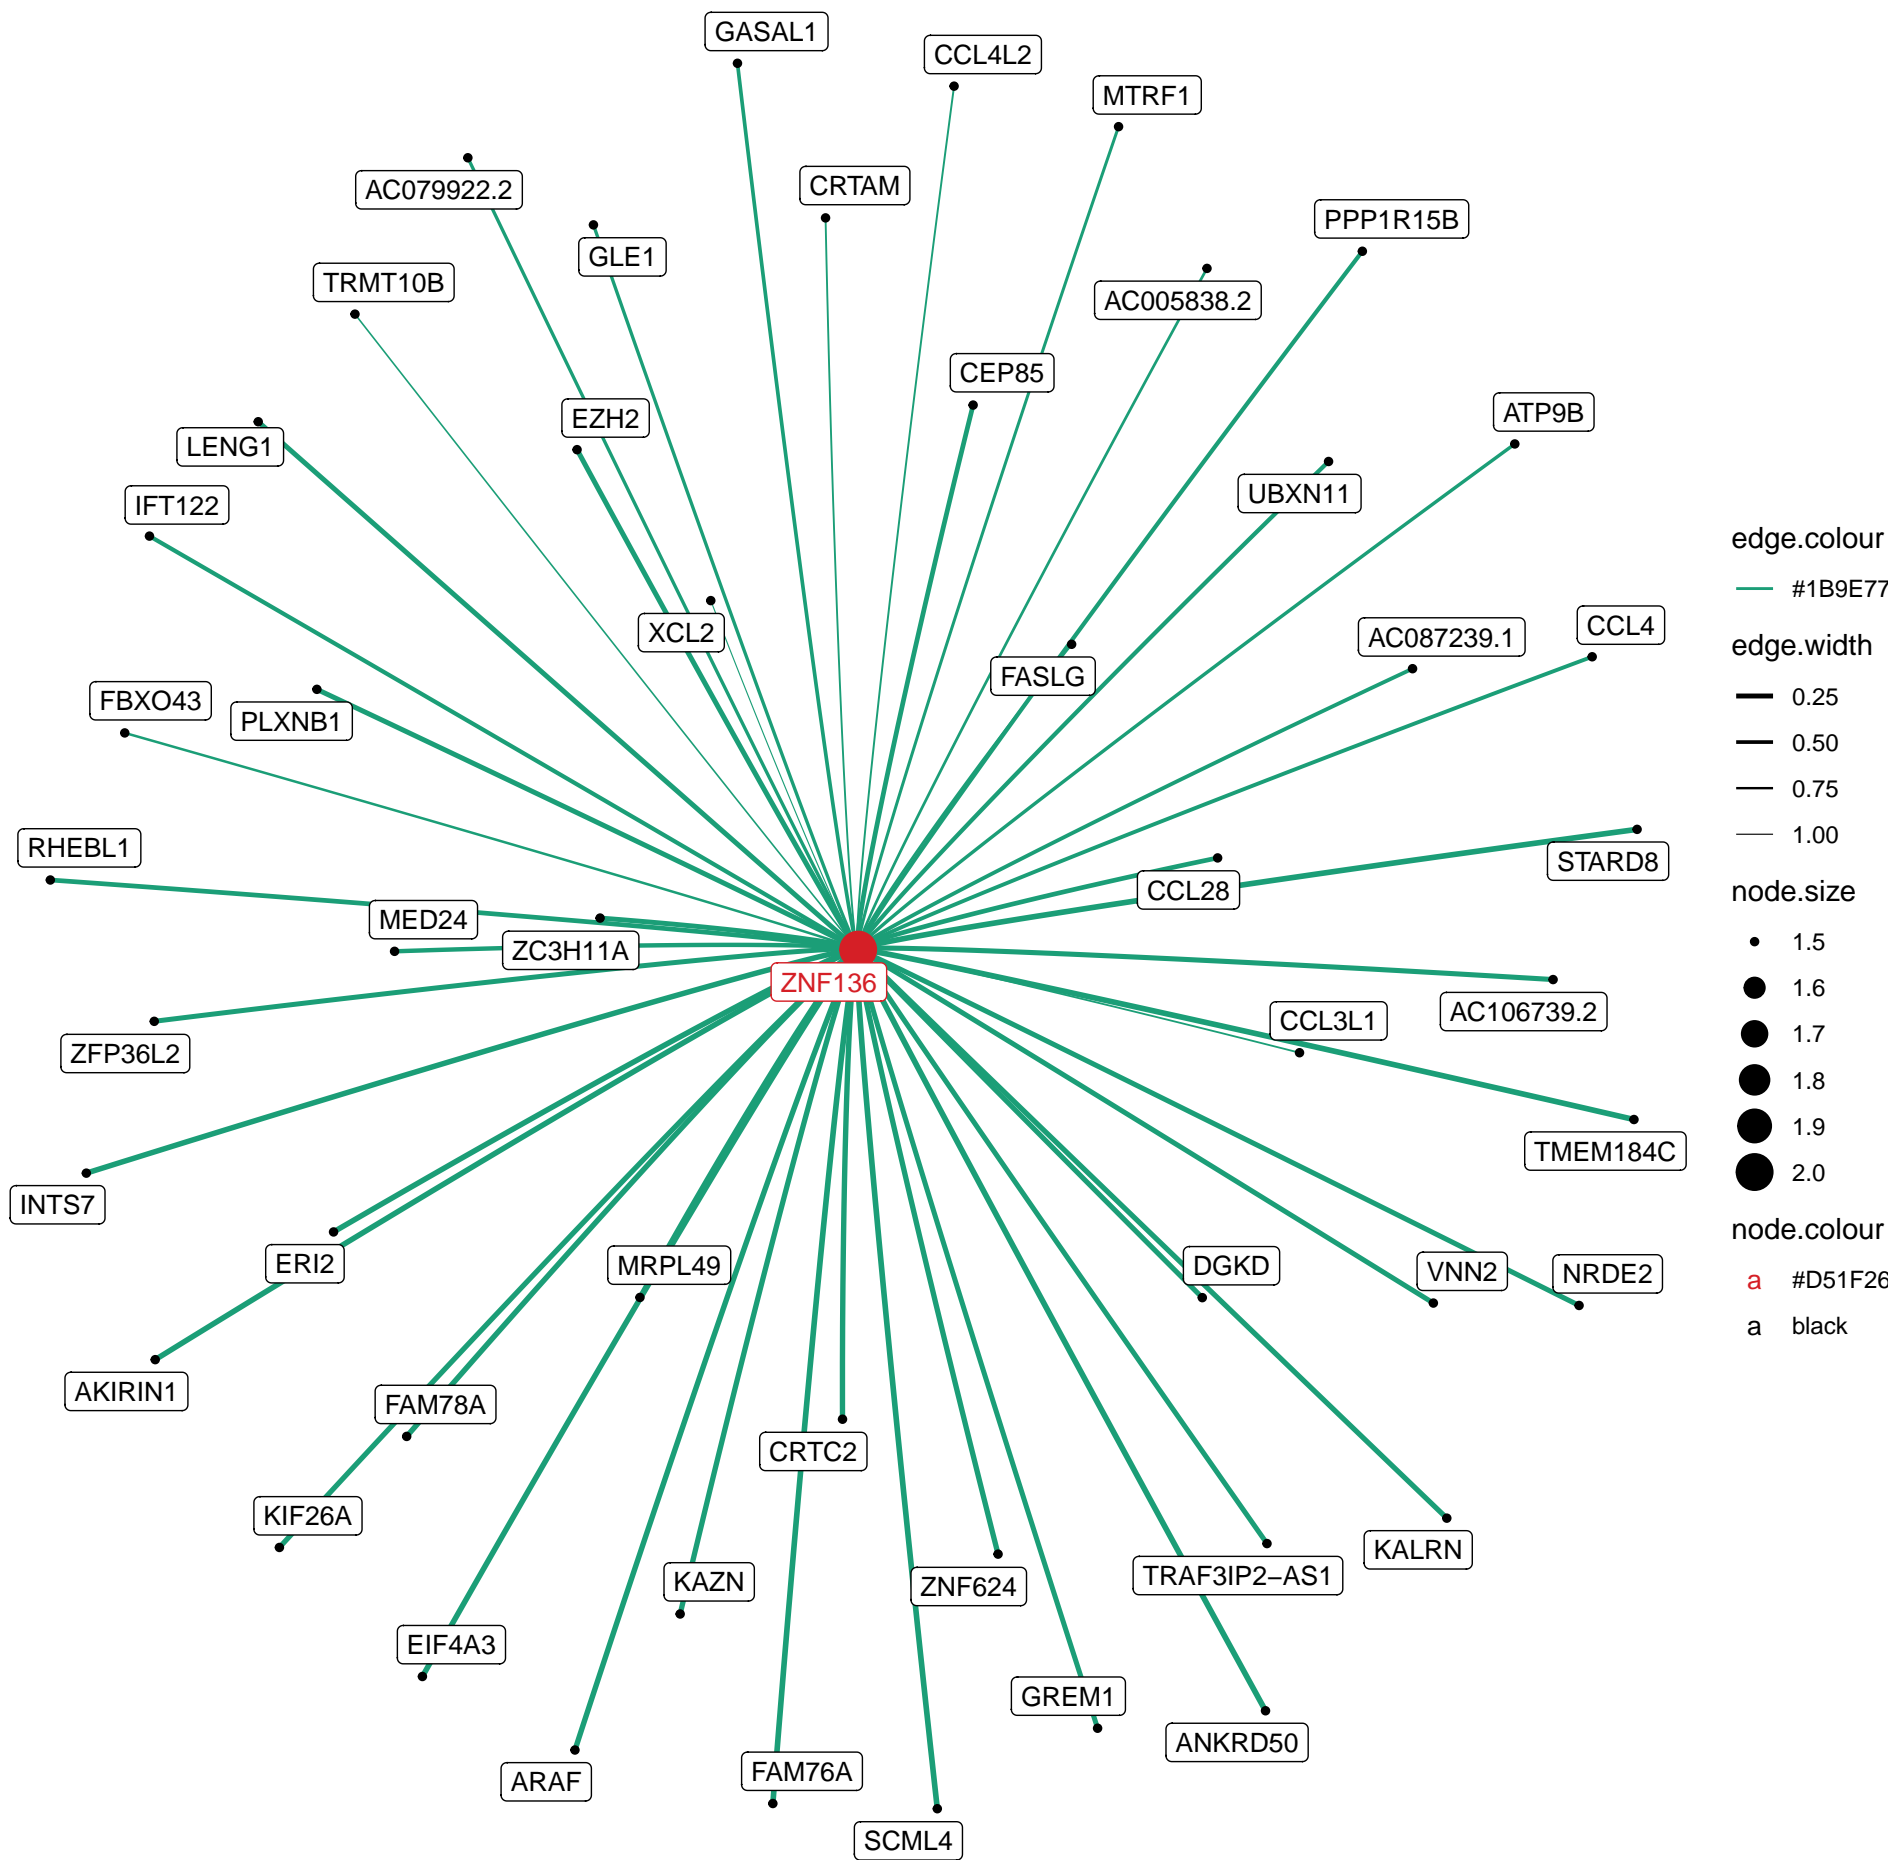 GASAL1
CCL4L2
MTRF1
CRTAM
AC079922.2
PPP1R15B
GLE1
TRMT10B
AC005838.2
CEP85
EZH2
ATP9B
LENG1
UBXN11
IFT122
XCL2
AC087239.1
CCL4
FASLG
FBXO43
PLXNB1
RHEBL1
STARD8
CCL28
MED24
ZC3H11A
ZNF136
AC106739.2
CCL3L1
ZFP36L2
TMEM184C
INTS7
ERI2
MRPL49
DGKD
VNN2
NRDE2
AKIRIN1
FAM78A
CRTC2
KIF26A
KALRN
KAZN
ZNF624
TRAF3IP2−AS1
EIF4A3
GREM1
ANKRD50
ARAF
FAM76A
SCML4
edge.colour
#1B9E77
edge.width
0.25
0.50
0.75
1.00
node.size
1.5
1.6
1.7
1.8
1.9
2.0
node.colour
a #D51F26
a black